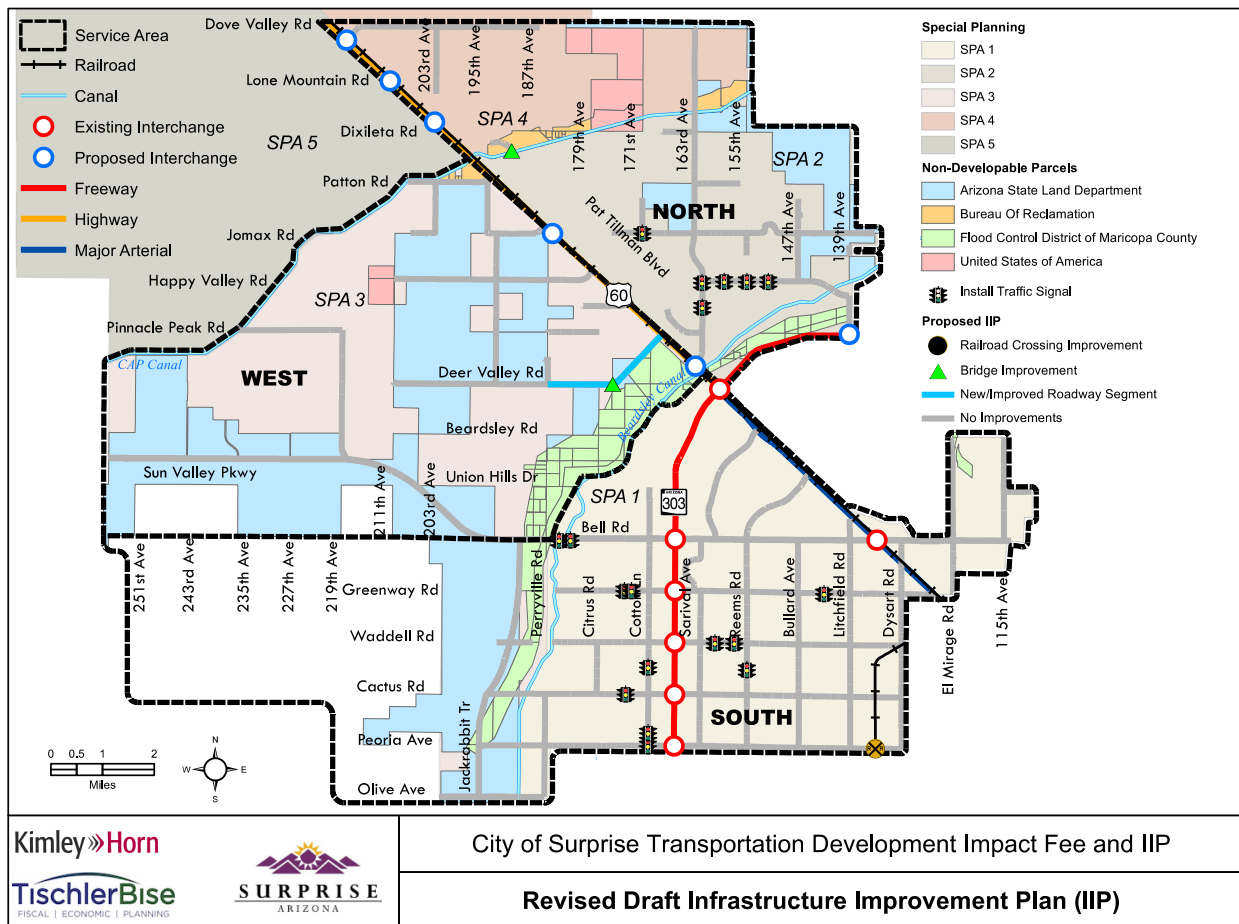 Service Area
Railroad
Canal
Existing Interchange
Proposed Interchange
Freeway
Highway
Major Arterial
Dove Valley Rd
Lone Mountain Rd
Dixileta Rd
Patton Rd
Jomax Rd
Happy Valley Rd
Pinnacle Peak Rd
CAP Canal
203rd Ave
195th Ave
187th Ave
179th Ave
171st Ave
163rd Ave
155th Ave
147th Ave
139th Ave
SPA 5
SPA 4
SPA 2
SPA 3
NORTH
Pat Tillman Blvd
60
WEST
Deer Valley Rd
Beardsley Canal
Beardsley Rd
Sun Valley Pkwy
Union Hills Dr
211th Ave
203rd Ave
SPA 1
ARIZONA
303
Bell Rd
251st Ave
243rd Ave
235th Ave
227th Ave
219th Ave
Greenway Rd
Waddell Rd
Cactus Rd
Peoria Ave
Olive Ave
Jackrabbit Tr
Perryville Rd
Citrus Rd
Cotton Ln
Sarival Ave
Reems Rd
Bullard Ave
Litchfield Rd
Dysart Rd
El Mirage Rd
115th Ave
SOUTH
Special Planning
SPA 1
SPA 2
SPA 3
SPA 4
SPA 5
Non-Developable Parcels
Arizona State Land Department
Bureau Of Reclamation
Flood Control District of Maricopa County
United States of America
Install Traffic Signal
Proposed IIP
Railroad Crossing Improvement
Bridge Improvement
New/Improved Roadway Segment
No Improvements
0 0.5 1 2
Miles
N
W E
S
Kimley»Horn
TischlerBise
FISCAL | ECONOMIC | PLANNING
SURPRISE
ARIZONA
City of Surprise Transportation Development Impact Fee and IIP
Revised Draft Infrastructure Improvement Plan (IIP)